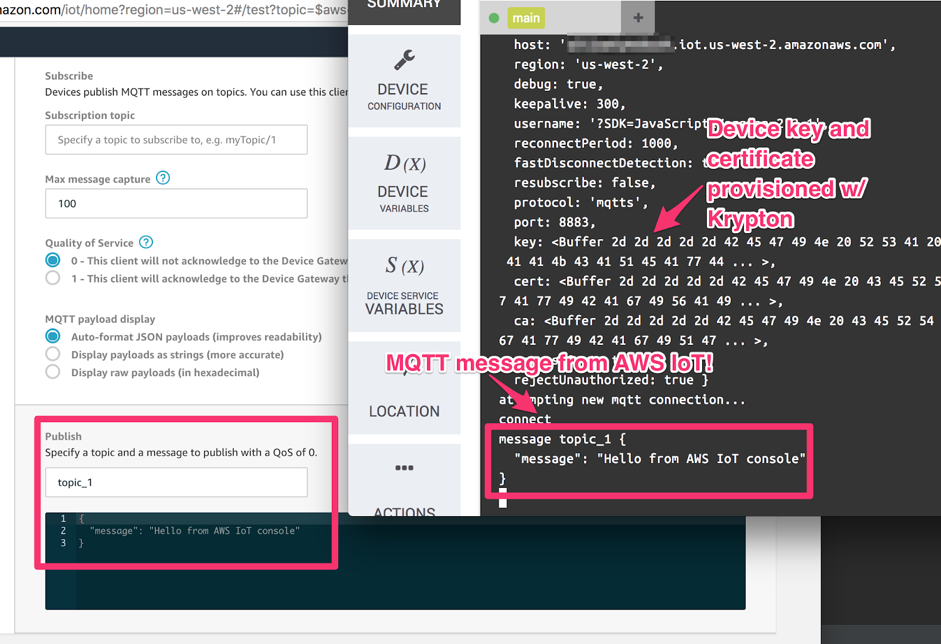 nazon.com/iot/home?region=us-west-2#/test?topic=$aws
Subscribe
Devices publish MQTT messages on topics. You can use this clien
Subscription topic
Specify a topic to subscribe to, e.g. myTopic/1
Max message capture ?
100
Quality of Service ?
0 - This client will not acknowledge to the Device Gatew
1 - This client will acknowledge to the Device Gateway th
MQTT payload display
Auto-format JSON payloads (improves readability)
Display payloads as strings (more accurate)
Display raw payloads (in hexadecimal)
Publish
Specify a topic and a message to publish with a QoS of 0.
topic_1
1 {
2 "message": "Hello from AWS IoT console"
3 }
SUMMARY
DEVICE
CONFIGURATION
D(X)
DEVICE
VARIABLES
S(X)
DEVICE SERVICE
VARIABLES
LOCATION
•••
ACTIONS
main
+
host: '
.iot.us-west-2.amazonaws.com',
region: 'us-west-2',
debug: true,
keepalive: 300,
username: '?SDK=JavaScript
reconnectPeriod: 1000,
fastDisconnectDetection:
resubscribe: false,
protocol: 'mqtts',
port: 8883,
key: <Buffer 2d 2d 2d 2d 2d 42 45 47 49 4e 20 52 53 41 20
41 41 4b 43 41 51 45 41 77 44 ... >,
cert: <Buffer 2d 2d 2d 2d 2d 42 45 47 49 4e 20 43 45 52 5
7 41 77 49 42 41 67 49 56 41 49 ... >,
ca: <Buffer 2d 2d 2d 2d 2d 42 45 47 49 4e 20 43 45 52 54
67 41 77 49 42 41 67 49 51 47 ... >,
rejectUnauthorized: true }
attempting new mqtt connection...
connect
message topic_1 {
"message": "Hello from AWS IoT console"
}
Device key and
certificate
provisioned w/
Krypton
MQTT message from AWS IoT!